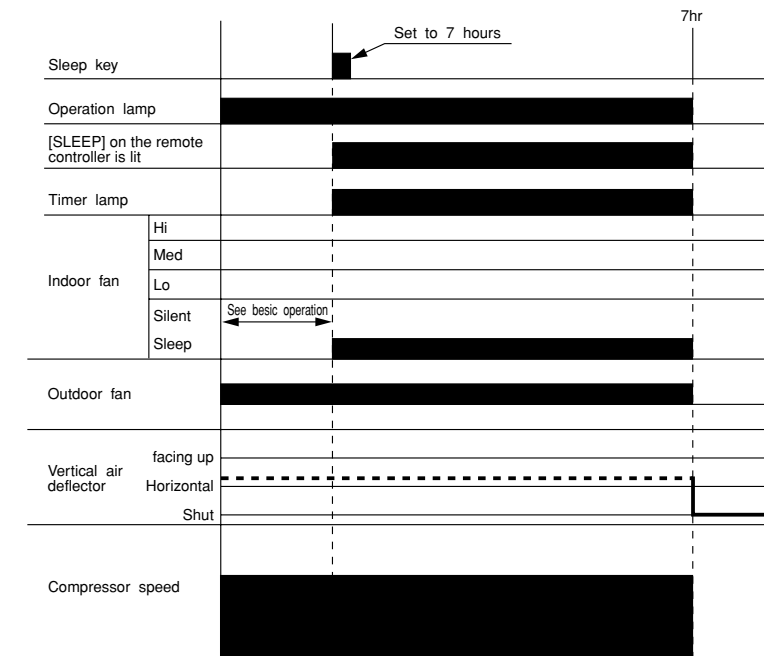 7hr
Set to 7 hours
Sleep key
Operation lamp
[SLEEP] on the remote
controller is lit
Timer lamp
Indoor fan
Hi
Med
Lo
Silent
See besic operation
Sleep
Outdoor fan
Vertical air
deflector
facing up
Horizontal
Shut
Compressor speed